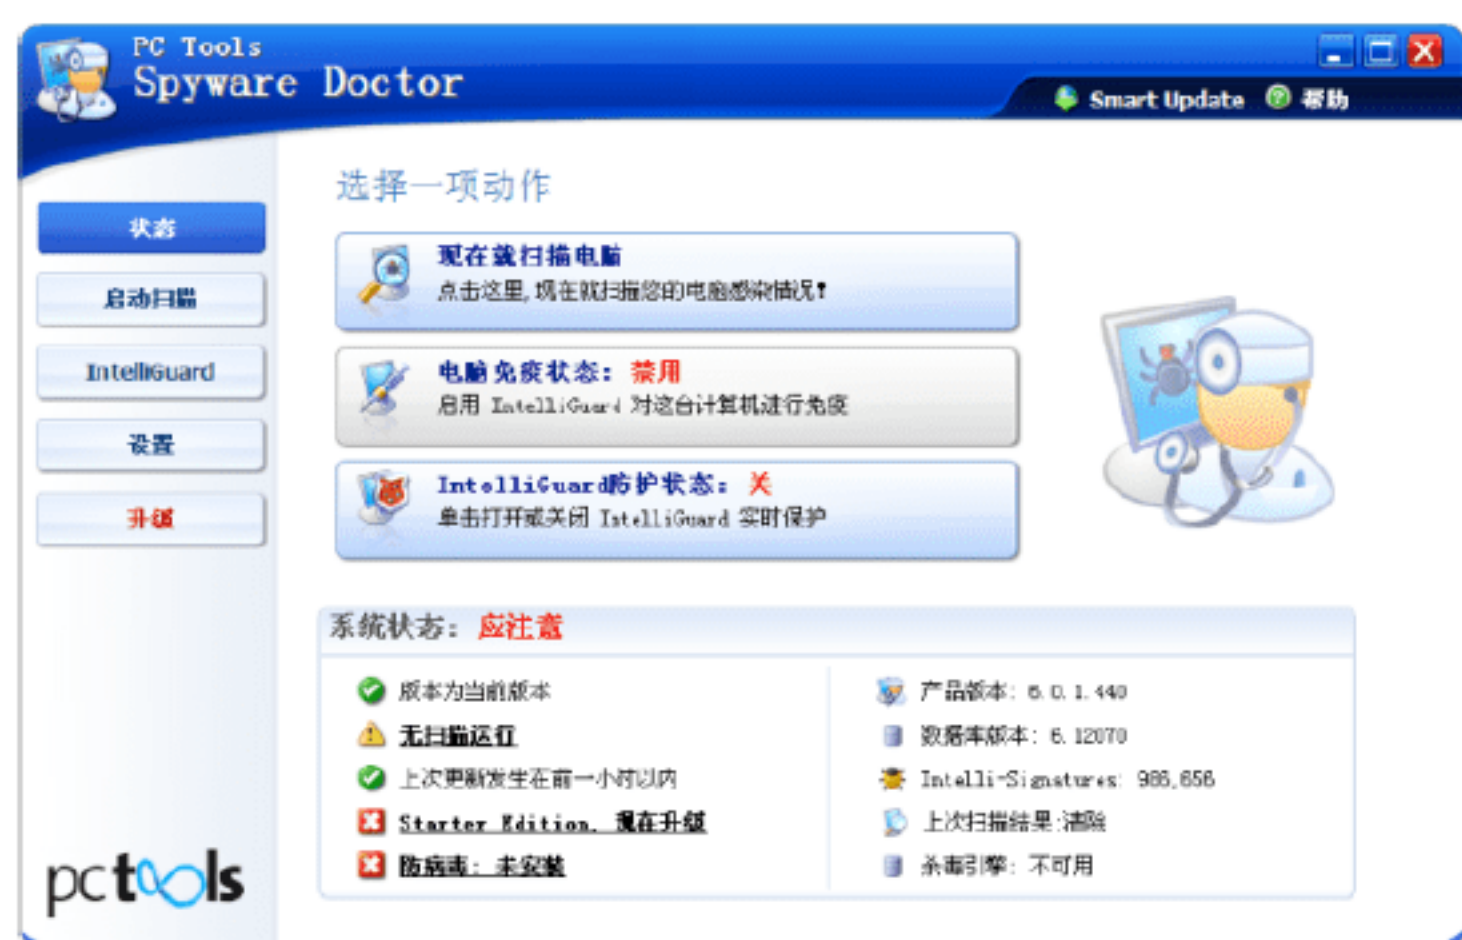 PC Tools
Spyware Doctor
Smart Update 帮助
状态
启动扫描
IntelliGuard
设置
升级
选择一项动作
现在就扫描电脑
点击这里,现在就扫描您的电脑感染情况!
电脑免疫状态: 禁用
启用 IntelliGuard 对这台计算机进行免疫
IntelliGuard防护状态: 关
单击打开或关闭 IntelliGuard 实时保护
系统状态: 应注意
版本为当前版本
无扫描运行
上次更新发生在前一小时以内
Starter Edition. 现在升级
防病毒: 未安装
产品版本: 6.0.1.440
数据库版本: 6.12070
Intelli-Signatures: 986,656
上次扫描结果:清除
杀毒引擎: 不可用
pctools